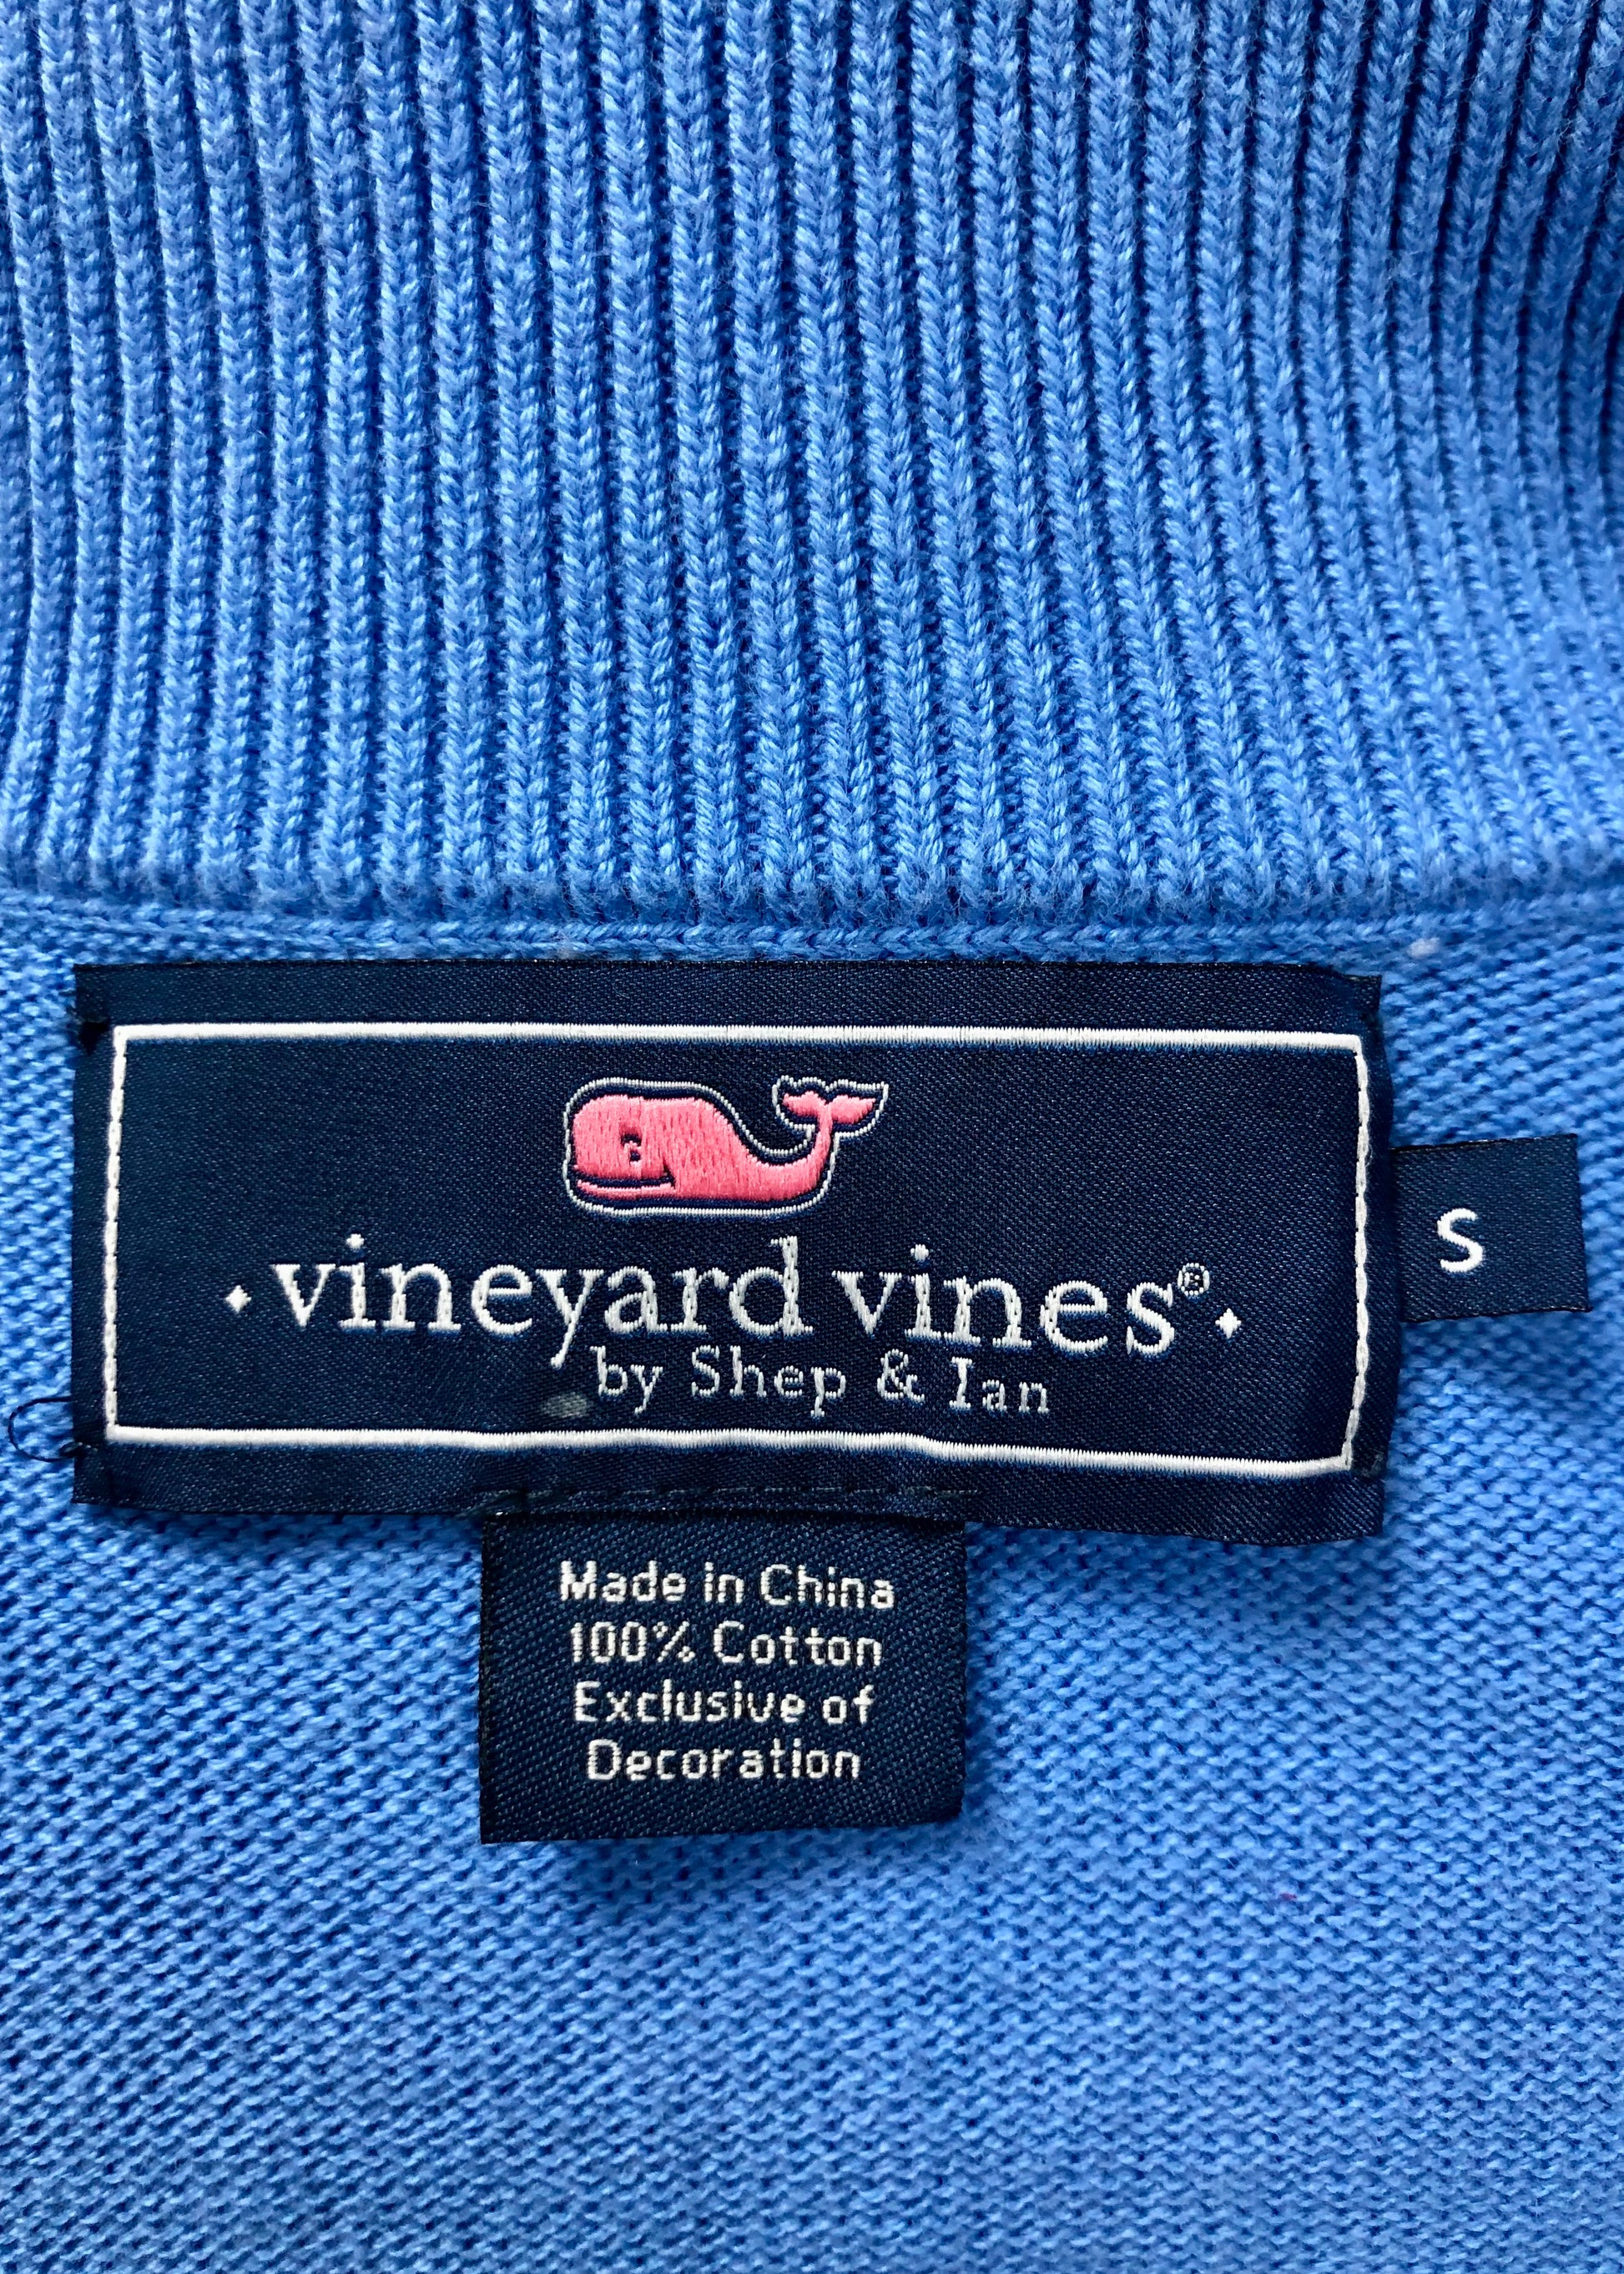 vineyard vines®
by Shep & Ian
S
Made in China
100% Cotton
Exclusive of
Decoration